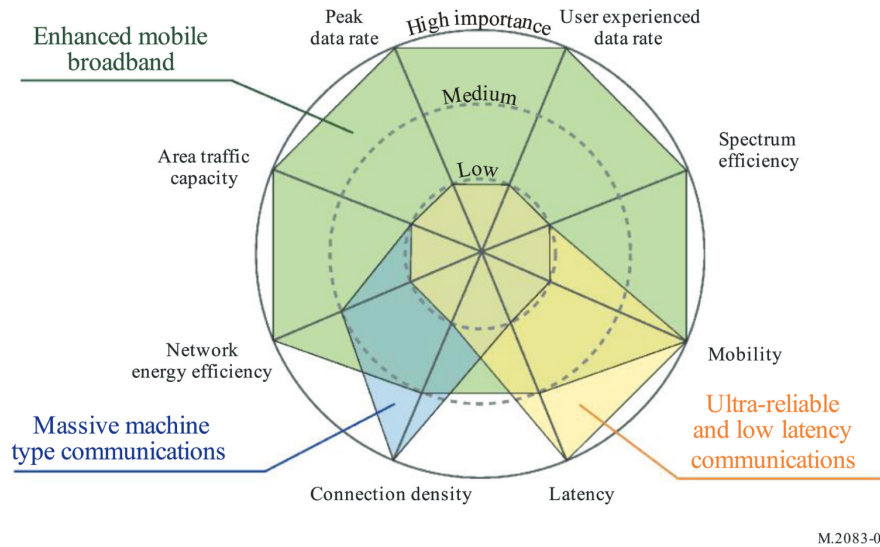 Peak
data rate
High importance
User experienced
data rate
Enhanced mobile
broadband
Medium
Area traffic
capacity
Low
Spectrum
efficiency
Network
energy efficiency
Mobility
Massive machine
type communications
Ultra-reliable
and low latency
communications
Connection density
Latency
M.2083-0